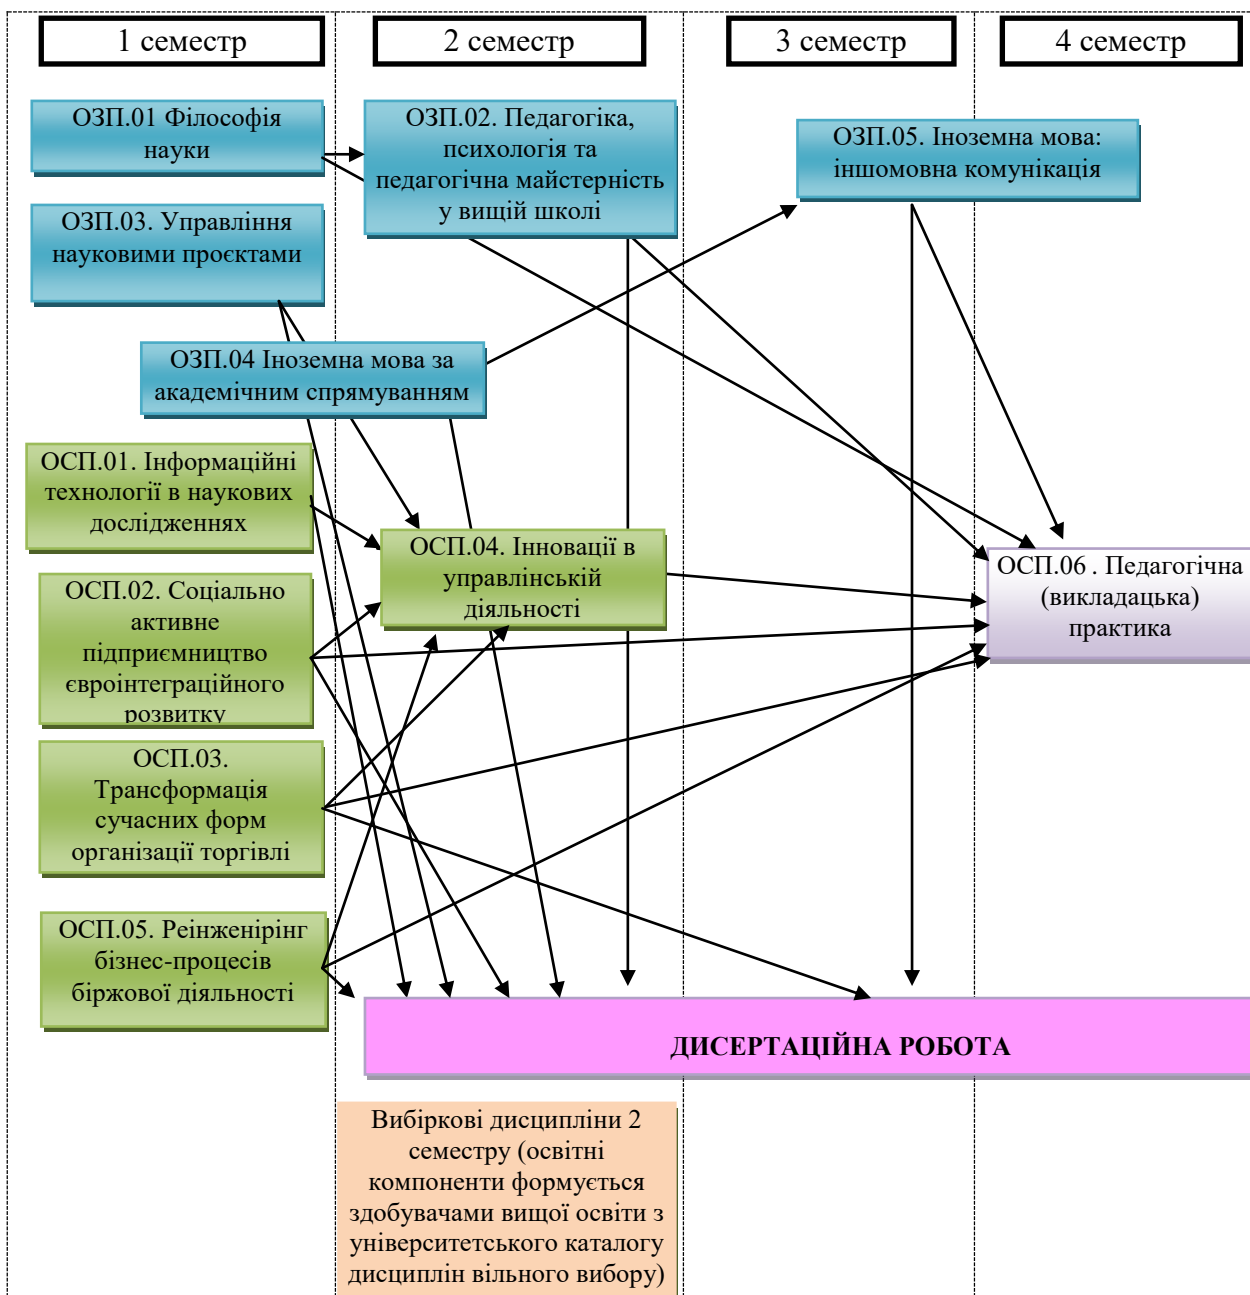 1 семестр
2 семестр
3 семестр
4 семестр
ОЗП.01 Філософія
науки
ОЗП.02. Педагогіка,
психологія та
педагогічна майстерність
у вищій школі
ОЗП.05. Іноземна мова:
іншомовна комунікація
ОЗП.03. Управління
науковими проєктами
ОЗП.04 Іноземна мова за
академічним спрямуванням
ОСП.01. Інформаційні
технології в наукових
дослідженнях
ОСП.04. Інновації в
управлінській
діяльності
ОСП.06 . Педагогічна
(викладацька)
практика
ОСП.02. Соціально
активне
підприємництво
євроінтеграційного
розвитку
ОСП.03.
Трансформація
сучасних форм
організації торгівлі
ОСП.05. Реінженірінг
бізнес-процесів
біржової діяльності
ДИСЕРТАЦІЙНА РОБОТА
Вибіркові дисципліни 2
семестру (освітні
компоненти формується
здобувачами вищої освіти з
університетського каталогу
дисциплін вільного вибору)